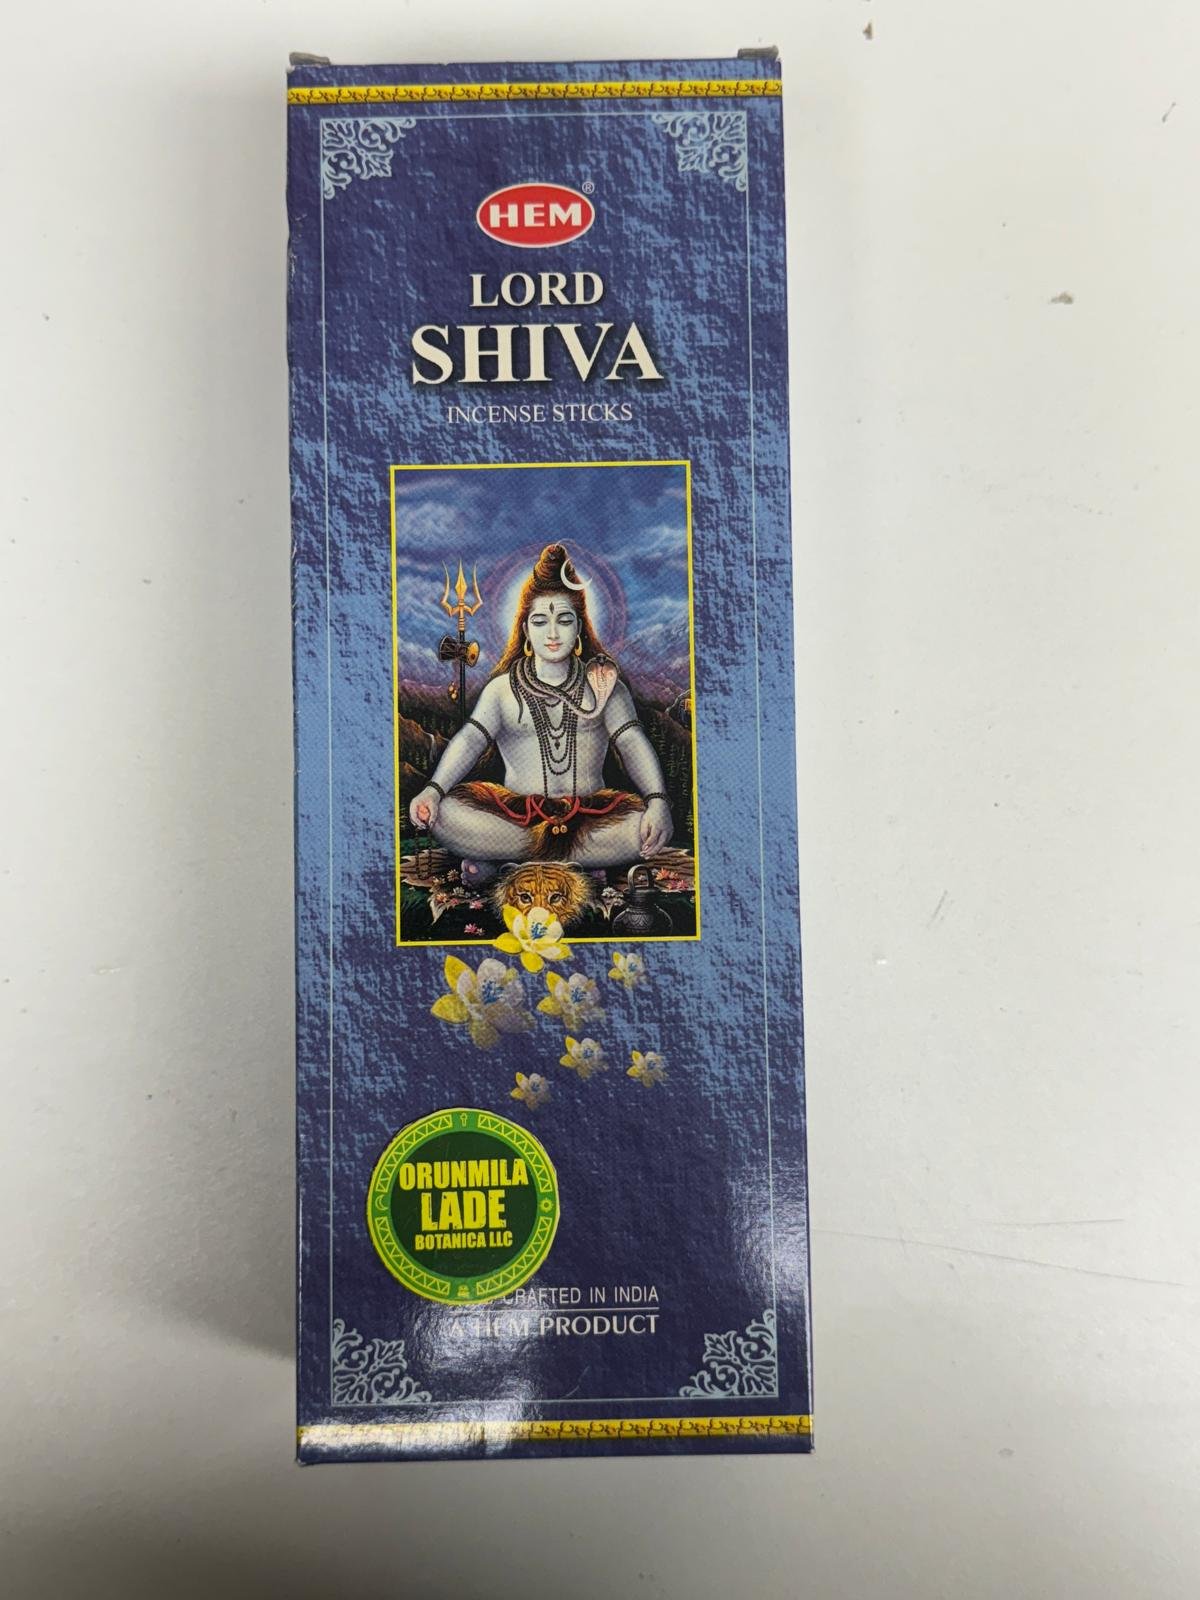 HEM®
LORD
SHIVA
INCENSE STICKS
ORUNMILA
LADE
BOTANICA LLC
CRAFTED IN INDIA
A HEM PRODUCT